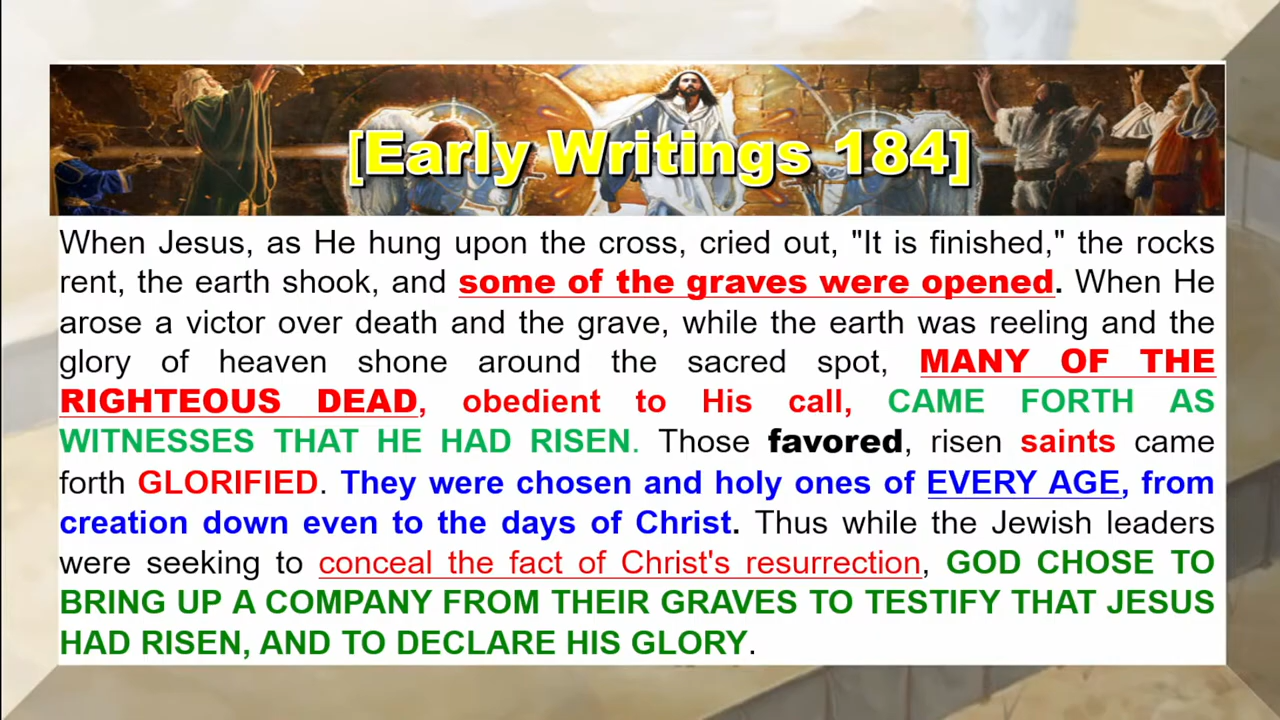 [Early Writings 184]
When Jesus, as He hung upon the cross, cried out, "It is finished," the rocks
rent, the earth shook, and some of the graves were opened. When He
arose a victor over death and the grave, while the earth was reeling and the
glory of heaven shone around the sacred spot, MANY OF THE
RIGHTEOUS DEAD, obedient to His call, CAME FORTH AS
WITNESSES THAT HE HAD RISEN. Those favored, risen saints came
forth GLORIFIED. They were chosen and holy ones of EVERY AGE, from
creation down even to the days of Christ. Thus while the Jewish leaders
were seeking to conceal the fact of Christ's resurrection, GOD CHOSE TO
BRING UP A COMPANY FROM THEIR GRAVES TO TESTIFY THAT JESUS
HAD RISEN, AND TO DECLARE HIS GLORY.